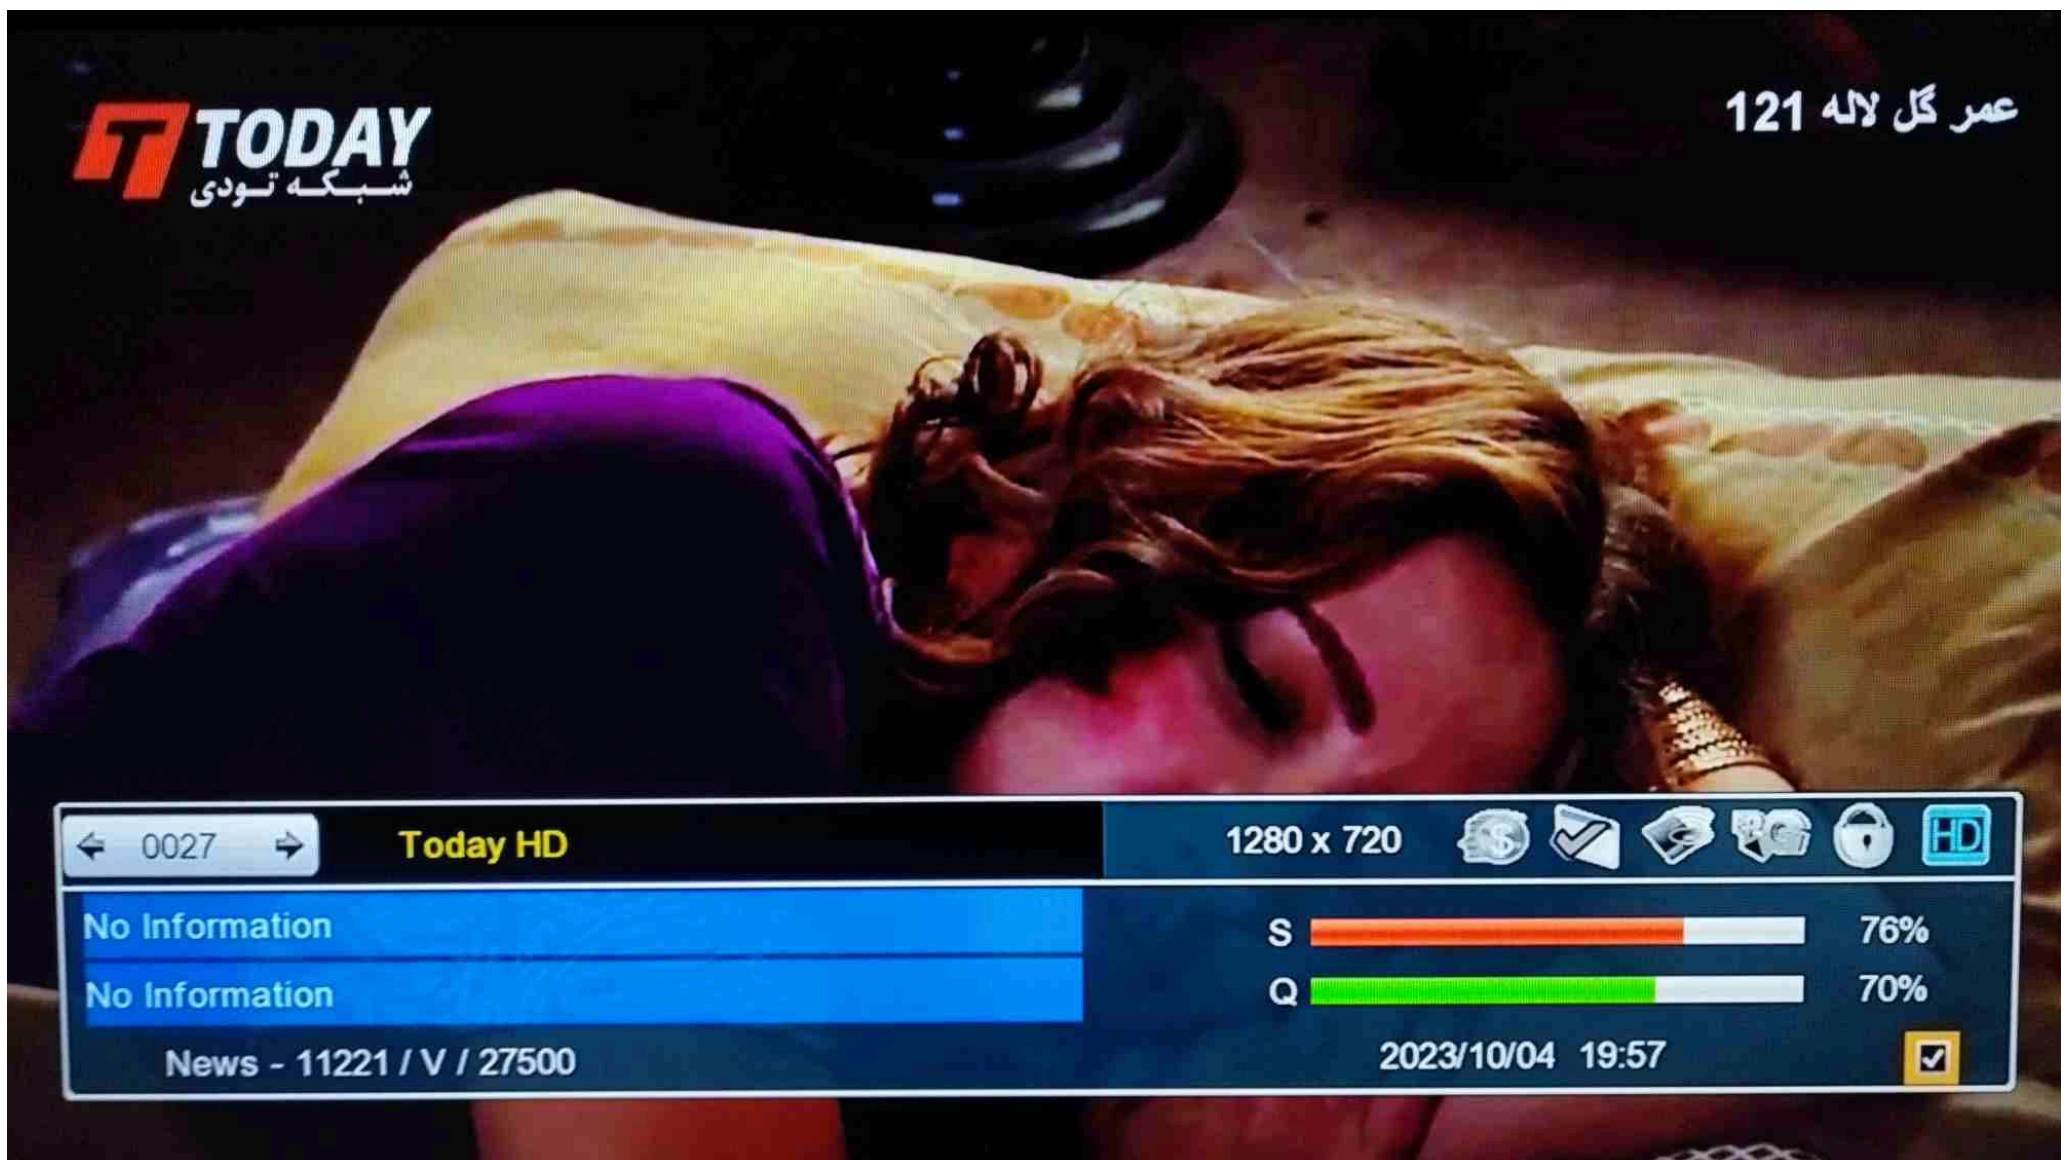 TODAY
شبکه تودی
عمر گل لاله 121
0027
Today HD
1280 x 720
HD
No Information
S 76%
No Information
Q 70%
News - 11221 / V / 27500
2023/10/04 19:57